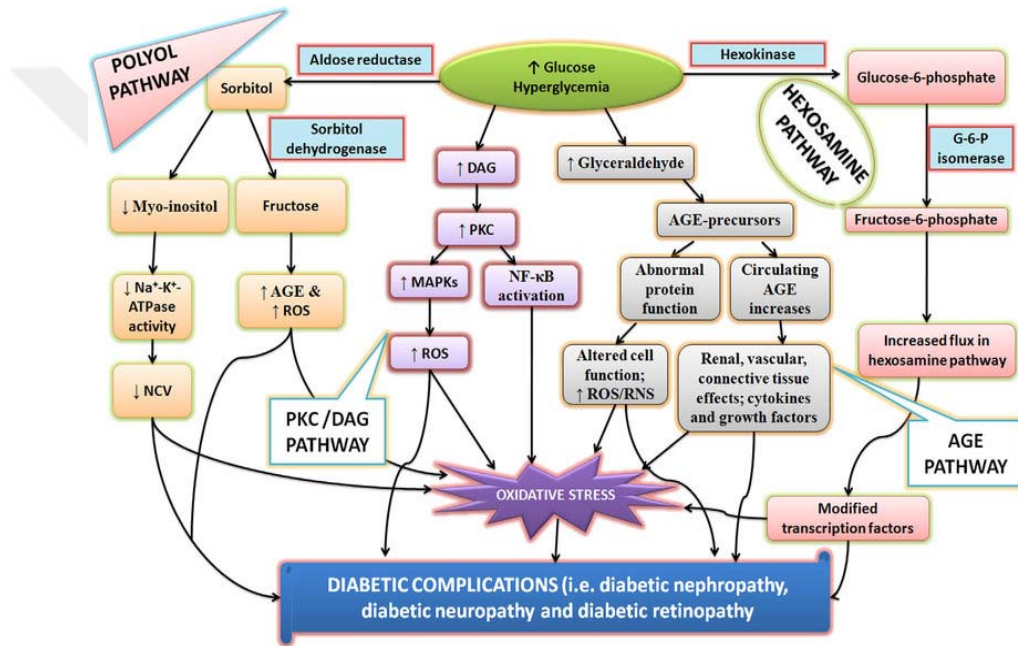 POLYOL
PATHWAY
Aldose reductase
↑ Glucose
Hyperglycemia
Hexokinase
Glucose-6-phosphate
Sorbitol
Sorbitol
dehydrogenase
HEXOSAMINE
PATHWAY
G-6-P
isomerase
↑ DAG
↑ Glyceraldehyde
↓ Myo-inositol
Fructose
↑ PKC
AGE-precursors
Fructose-6-phosphate
↓ Na⁺-K⁺-
ATPase
activity
↑ AGE &
↑ ROS
↑ MAPKs
NF-κB
activation
Abnormal
protein
function
Circulating
AGE
increases
↑ ROS
Increased flux in
hexosamine pathway
↓ NCV
PKC/DAG
PATHWAY
Altered cell
function;
↑ ROS/RNS
Renal, vascular,
connective tissue
effects; cytokines
and growth factors
AGE
PATHWAY
OXIDATIVE STRESS
Modified
transcription factors
DIABETIC COMPLICATIONS (i.e. diabetic nephropathy,
diabetic neuropathy and diabetic retinopathy